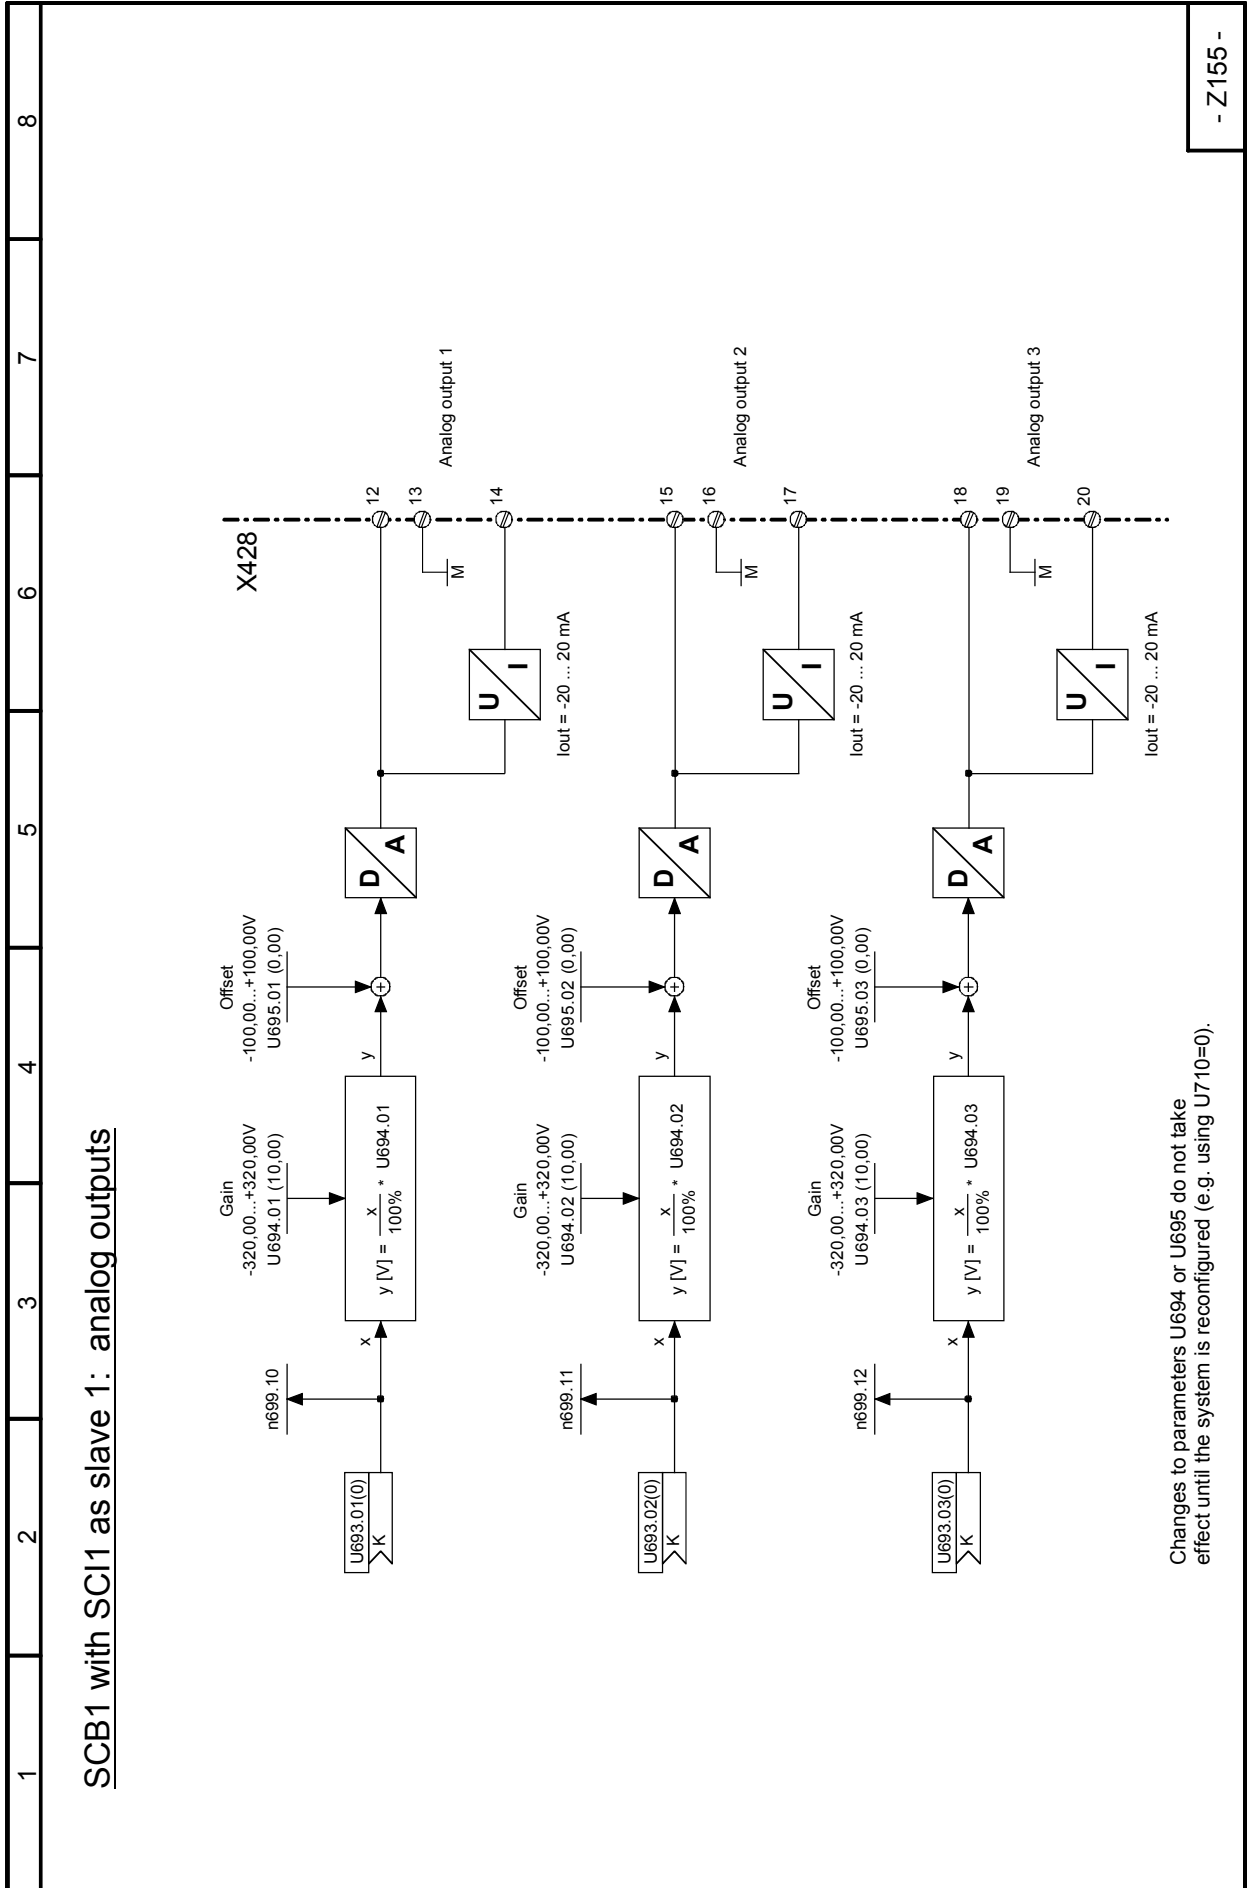 1 2 3 4 5 6 7 8
SCB1 with SCI1 as slave 1: analog outputs
X428
U693.01(0)
K
n699.10
x
Gain
-320,00...+320,00V
U694.01 (10,00)
y [V] = x / 100% * U694.01
y
Offset
-100,00...+100,00V
U695.01 (0,00)
D
A
U
I
Iout = -20 ... 20 mA
M
12
13
14
Analog output 1
U693.02(0)
K
n699.11
x
Gain
-320,00...+320,00V
U694.02 (10,00)
y [V] = x / 100% * U694.02
y
Offset
-100,00...+100,00V
U695.02 (0,00)
D
A
U
I
Iout = -20 ... 20 mA
M
15
16
17
Analog output 2
U693.03(0)
K
n699.12
x
Gain
-320,00...+320,00V
U694.03 (10,00)
y [V] = x / 100% * U694.03
y
Offset
-100,00...+100,00V
U695.03 (0,00)
D
A
U
I
Iout = -20 ... 20 mA
M
18
19
20
Analog output 3
Changes to parameters U694 or U695 do not take
effect until the system is reconfigured (e.g. using U710=0).
- Z155 -